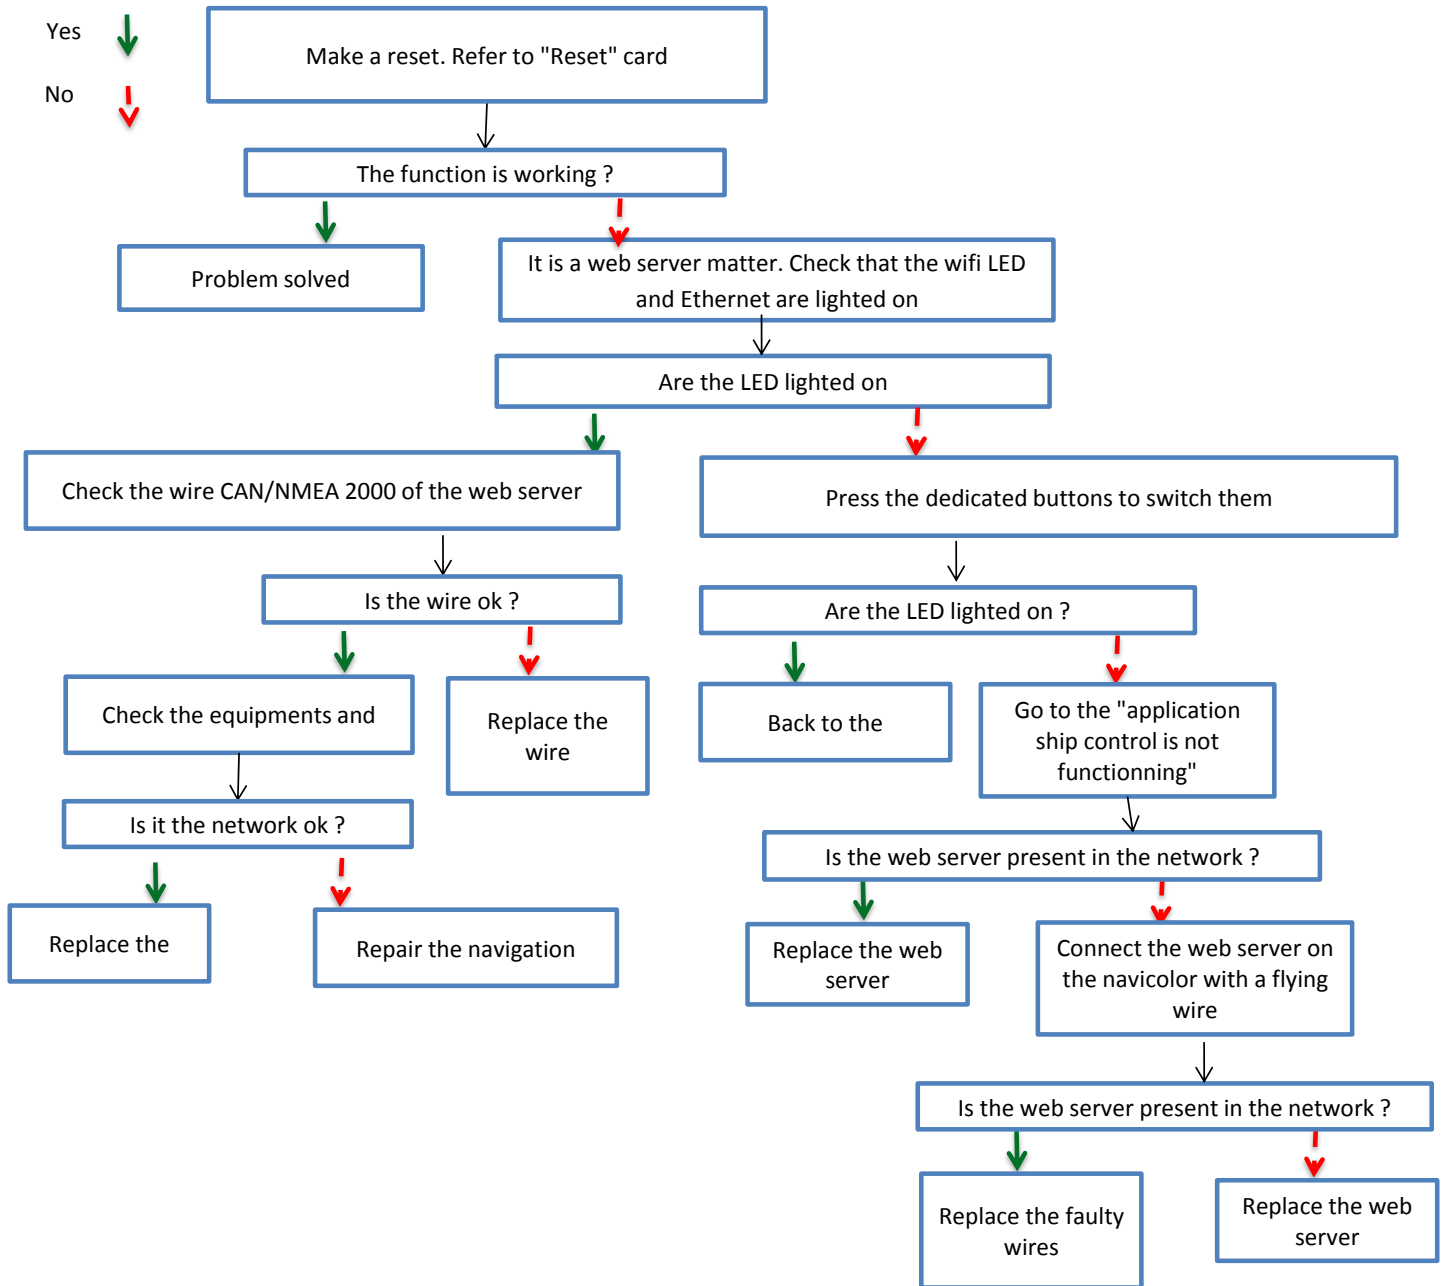 Yes
No
Make a reset. Refer to "Reset" card
The function is working ?
Problem solved
It is a web server matter. Check that the wifi LED
and Ethernet are lighted on
Are the LED lighted on
Check the wire CAN/NMEA 2000 of the web server
Press the dedicated buttons to switch them
Is the wire ok ?
Are the LED lighted on ?
Check the equipments and
Replace the
wire
Back to the
Go to the "application
ship control is not
functionning"
Is it the network ok ?
Is the web server present in the network ?
Replace the
Repair the navigation
Replace the web
server
Connect the web server on
the navicolor with a flying
wire
Is the web server present in the network ?
Replace the faulty
wires
Replace the web
server